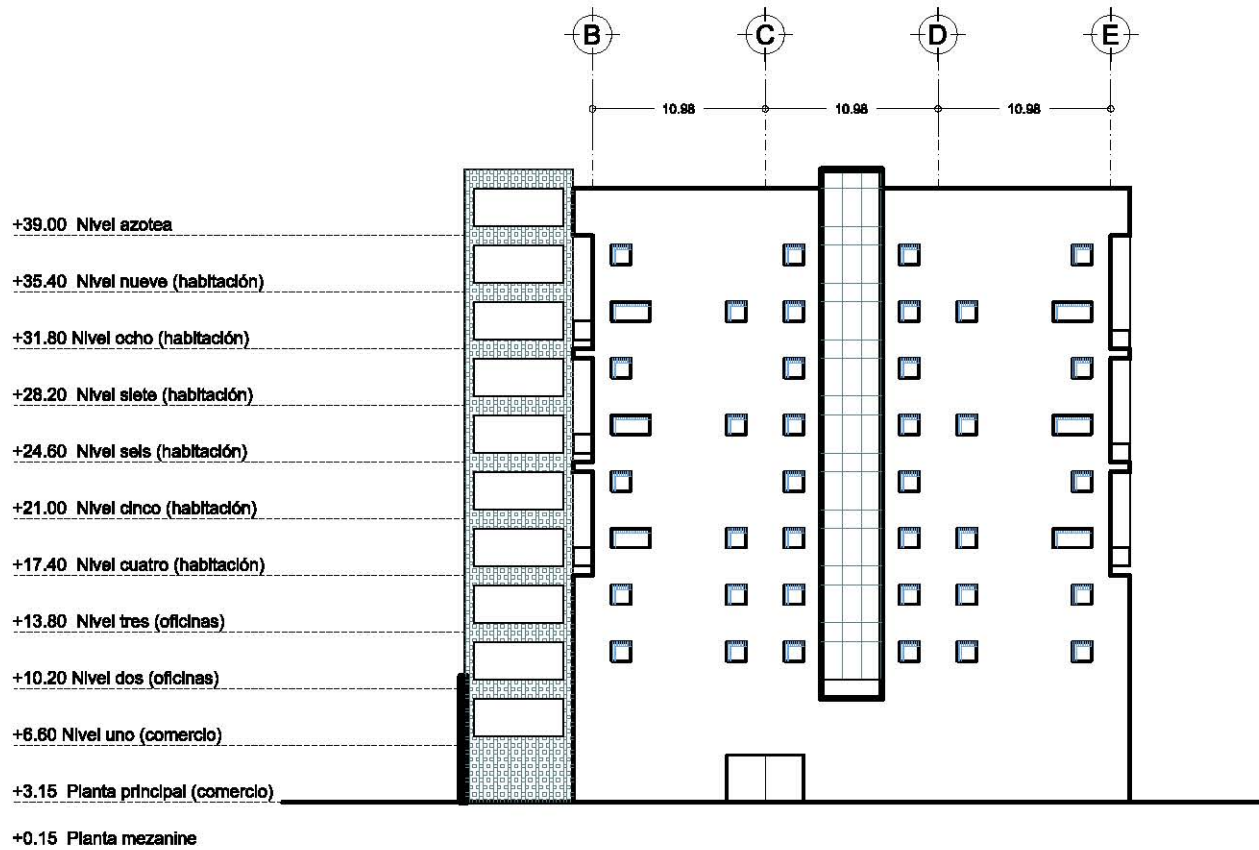 B C D E
10.98 10.98 10.98
+39.00 Nivel azotea
+35.40 Nivel nueve (habitación)
+31.80 Nivel ocho (habitación)
+28.20 Nivel siete (habitación)
+24.60 Nivel seis (habitación)
+21.00 Nivel cinco (habitación)
+17.40 Nivel cuatro (habitación)
+13.80 Nivel tres (oficinas)
+10.20 Nivel dos (oficinas)
+6.60 Nivel uno (comercio)
+3.15 Planta principal (comercio)
+0.15 Planta mezanine